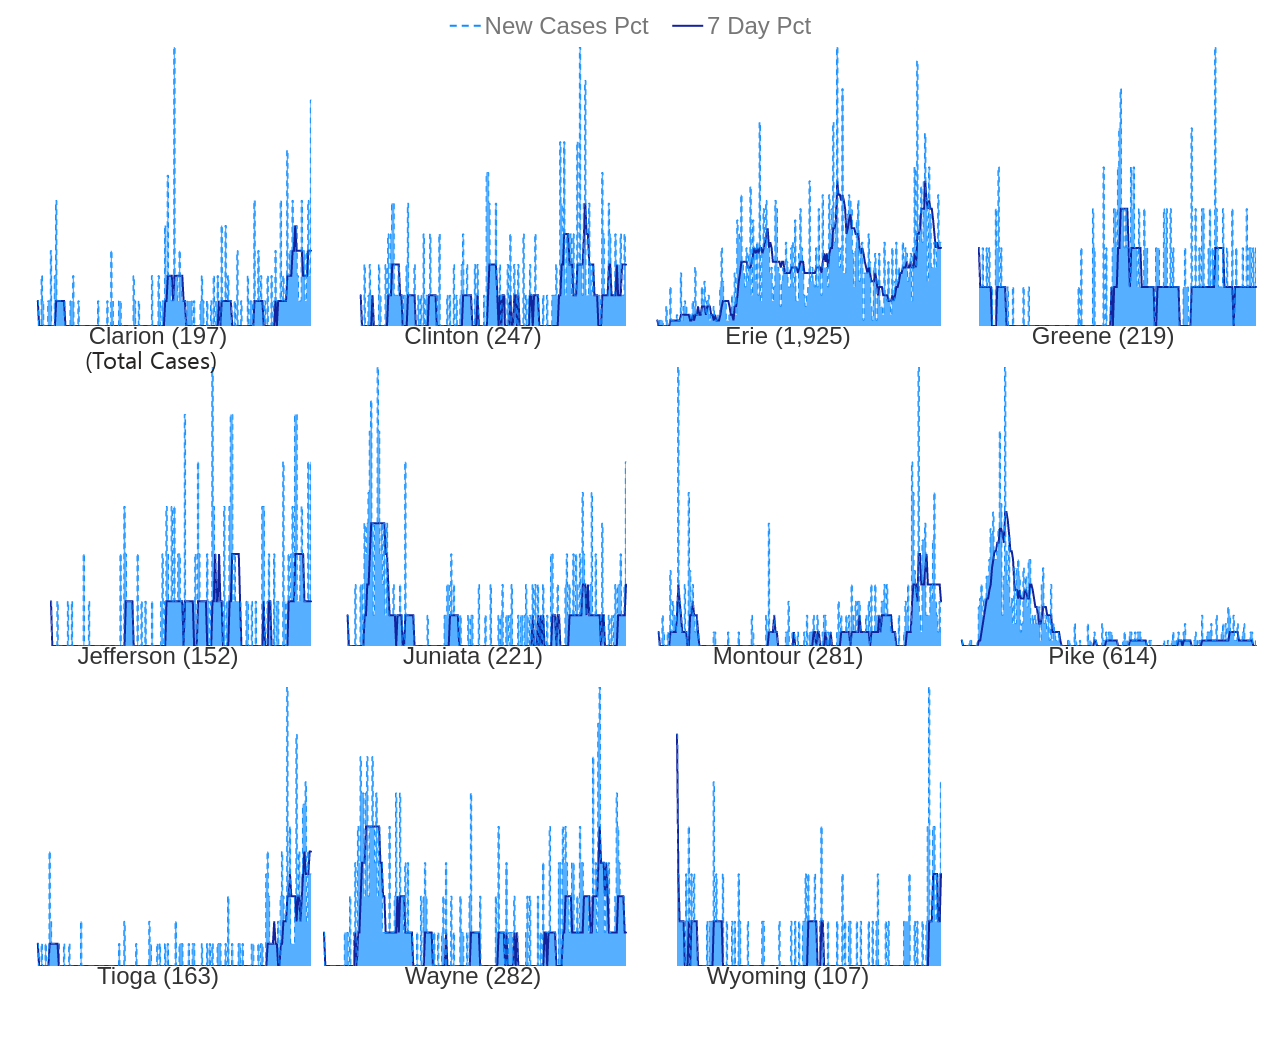 New Cases Pct 7 Day Pct
Clarion (197) Clinton (247) Erie (1,925) Greene (219)
(Total Cases)
Jefferson (152) Juniata (221) Montour (281) Pike (614)
Tioga (163) Wayne (282) Wyoming (107)